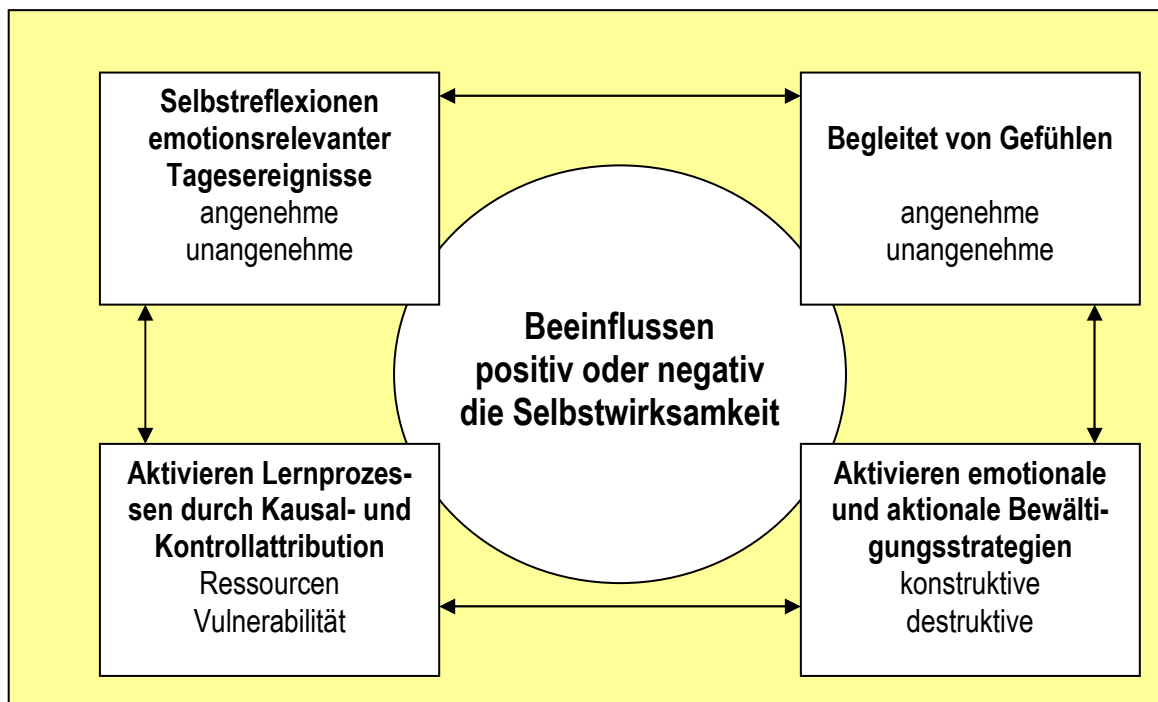 Selbstreflexionen
emotionsrelevanter
Tagesereignisse
angenehme
unangenehme
Begleitet von Gefühlen
angenehme
unangenehme
Beeinflussen
positiv oder negativ
die Selbstwirksamkeit
Aktivieren Lernprozes-
sen durch Kausal- und
Kontrollattribution
Ressourcen
Vulnerabilität
Aktivieren emotionale
und aktionale Bewälti-
gungsstrategien
konstruktive
destruktive